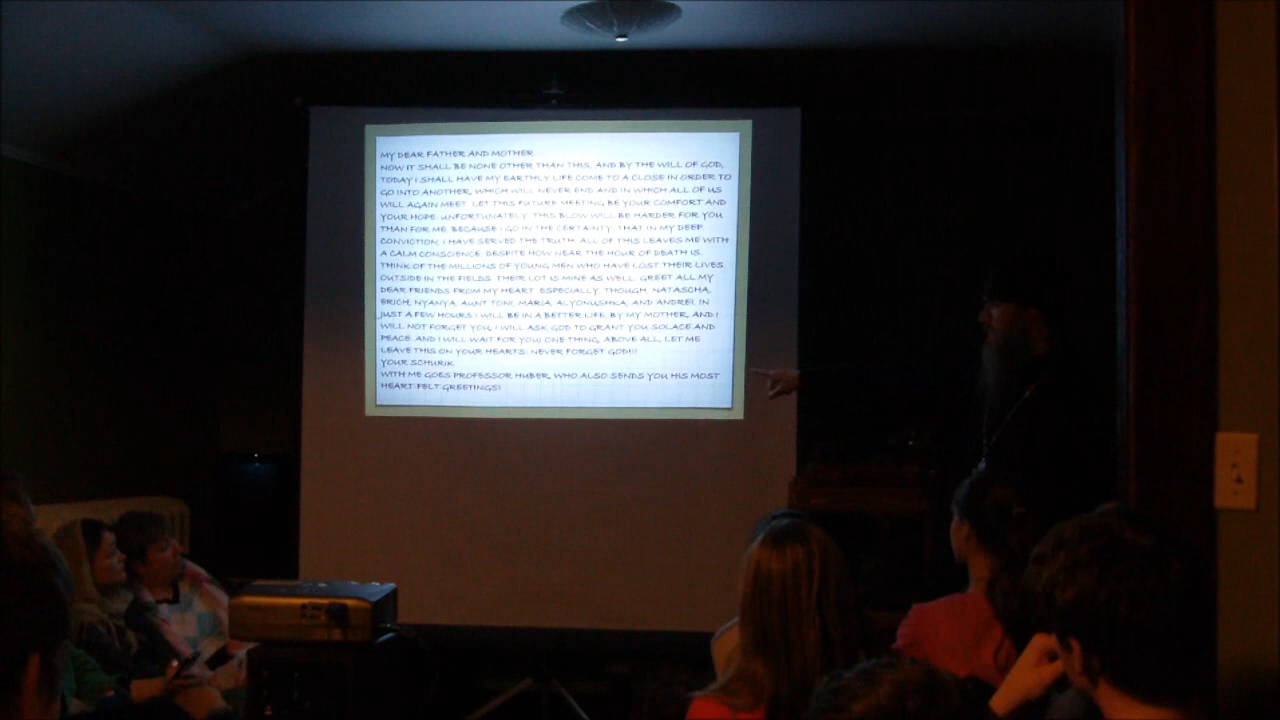 MY DEAR FATHER AND MOTHER
NOW IT SHALL BE NONE OTHER THAN THIS, AND BY THE WILL OF GOD,
TODAY I SHALL HAVE MY EARTHLY LIFE COME TO A CLOSE IN ORDER TO
GO INTO ANOTHER, WHICH WILL NEVER END AND IN WHICH ALL OF US
WILL AGAIN MEET. LET THIS FUTURE MEETING BE YOUR COMFORT AND
YOUR HOPE. UNFORTUNATELY, THIS BLOW WILL BE HARDER FOR YOU
THAN FOR ME, BECAUSE I GO IN THE CERTAINTY THAT IN MY DEEP
CONVICTION, I HAVE SERVED THE TRUTH. ALL OF THIS LEAVES ME WITH
A CALM CONSCIENCE, DESPITE HOW NEAR THE HOUR OF DEATH IS.
THINK OF THE MILLIONS OF YOUNG MEN WHO HAVE LOST THEIR LIVES
OUTSIDE IN THE FIELDS. THEIR LOT IS MINE AS WELL. GREET ALL MY
DEAR FRIENDS FROM MY HEART. ESPECIALLY, THOUGH, NATASCHA,
ERICH, NYANYA, AUNT TONI, MARIA, ALYONUSHKA, AND ANDREI. IN
JUST A FEW HOURS I WILL BE IN A BETTER LIFE, BY MY MOTHER, AND I
WILL NOT FORGET YOU, I WILL ASK GOD TO GRANT YOU SOLACE AND
PEACE. AND I WILL WAIT FOR YOU! ONE THING, ABOVE ALL, LET ME
LEAVE THIS ON YOUR HEARTS: NEVER FORGET GOD!!!
YOUR SCHURIK
WITH ME GOES PROFESSOR HUBER, WHO ALSO SENDS YOU HIS MOST
HEART-FELT GREETINGS!